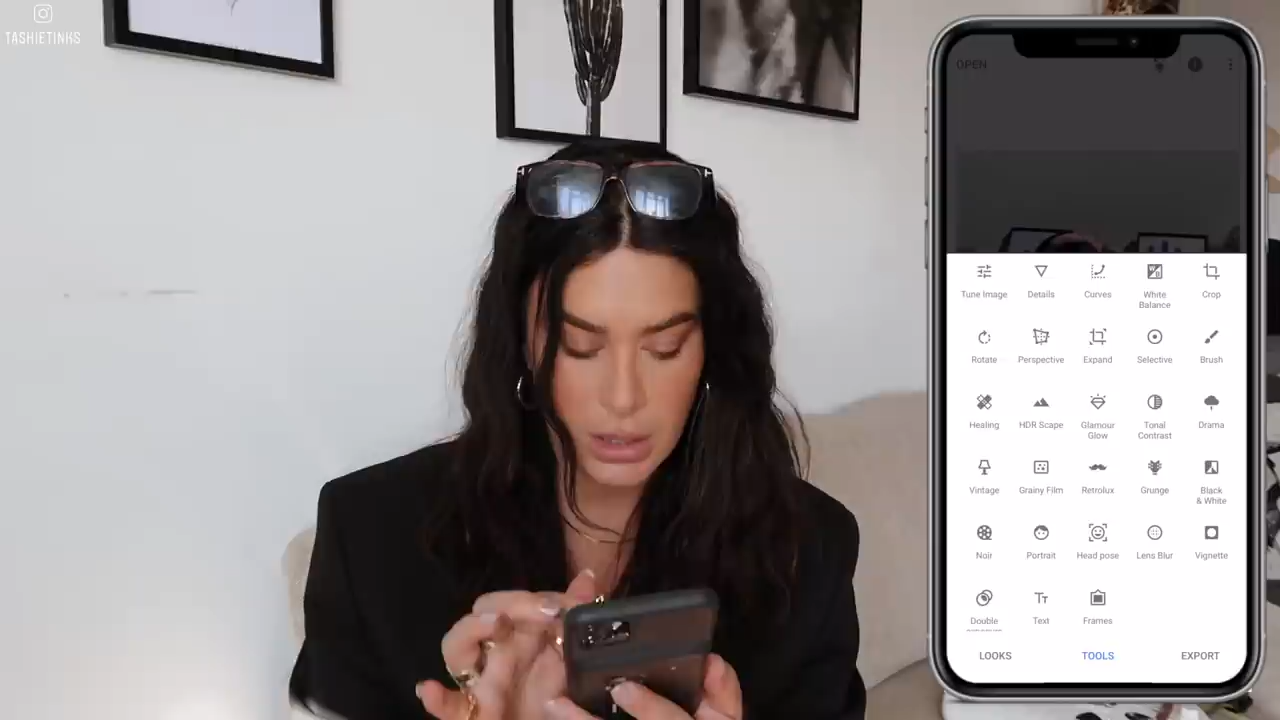 TASHIETINKS
OPEN
Tune Image
Details
Curves
White
Balance
Crop
Rotate
Perspective
Expand
Selective
Brush
Healing
HDR Scape
Glamour
Glow
Tonal
Contrast
Drama
Vintage
Grainy Film
Retrolux
Grunge
Black
& White
Noir
Portrait
Head pose
Lens Blur
Vignette
Double
Text
Frames
LOOKS
TOOLS
EXPORT